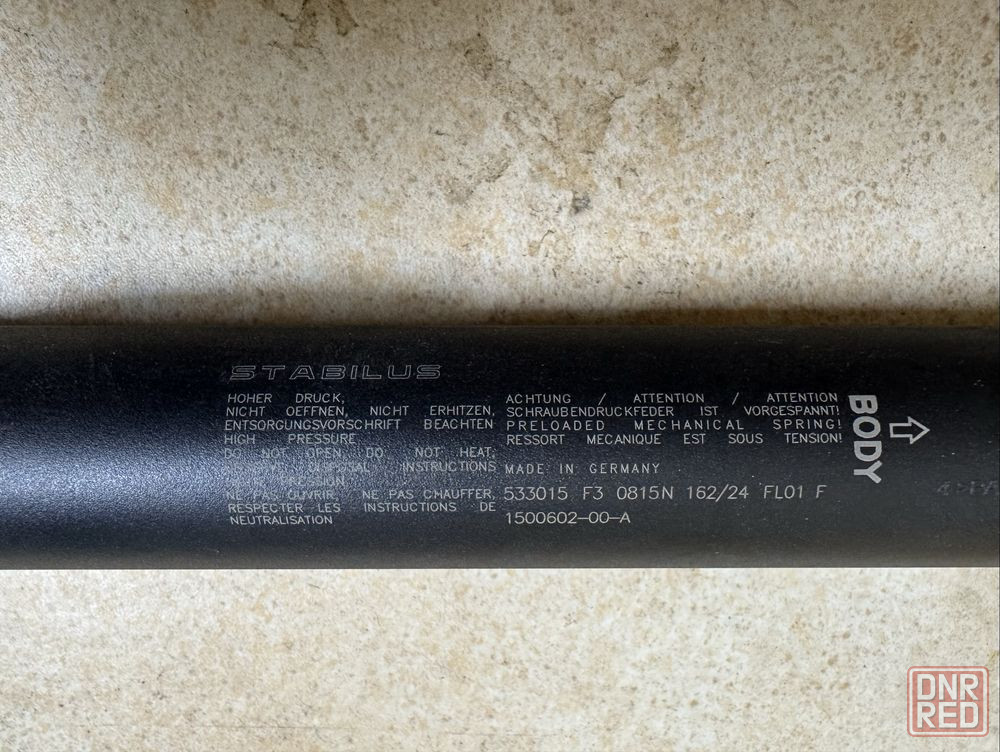 STABILUS
HOHER DRUCK,
NICHT OEFFNEN, NICHT ERHITZEN,
ENTSORGUNGSVORSCHRIFT BEACHTEN
HIGH PRESSURE
DO NOT OPEN, DO NOT HEAT,
DISPOSAL INSTRUCTIONS
PRESSION
NE PAS OUVRIR, NE PAS CHAUFFER,
RESPECTER LES INSTRUCTIONS DE
NEUTRALISATION
ACHTUNG / ATTENTION / ATTENTION
SCHRAUBENDRUCKFEDER IST VORGESPANNT!
PRELOADED MECHANICAL SPRING!
RESSORT MECANIQUE EST SOUS TENSION!
MADE IN GERMANY
533015 F3 0815N 162/24 FL01 F
1500602-00-A
BODY
DNR
RED